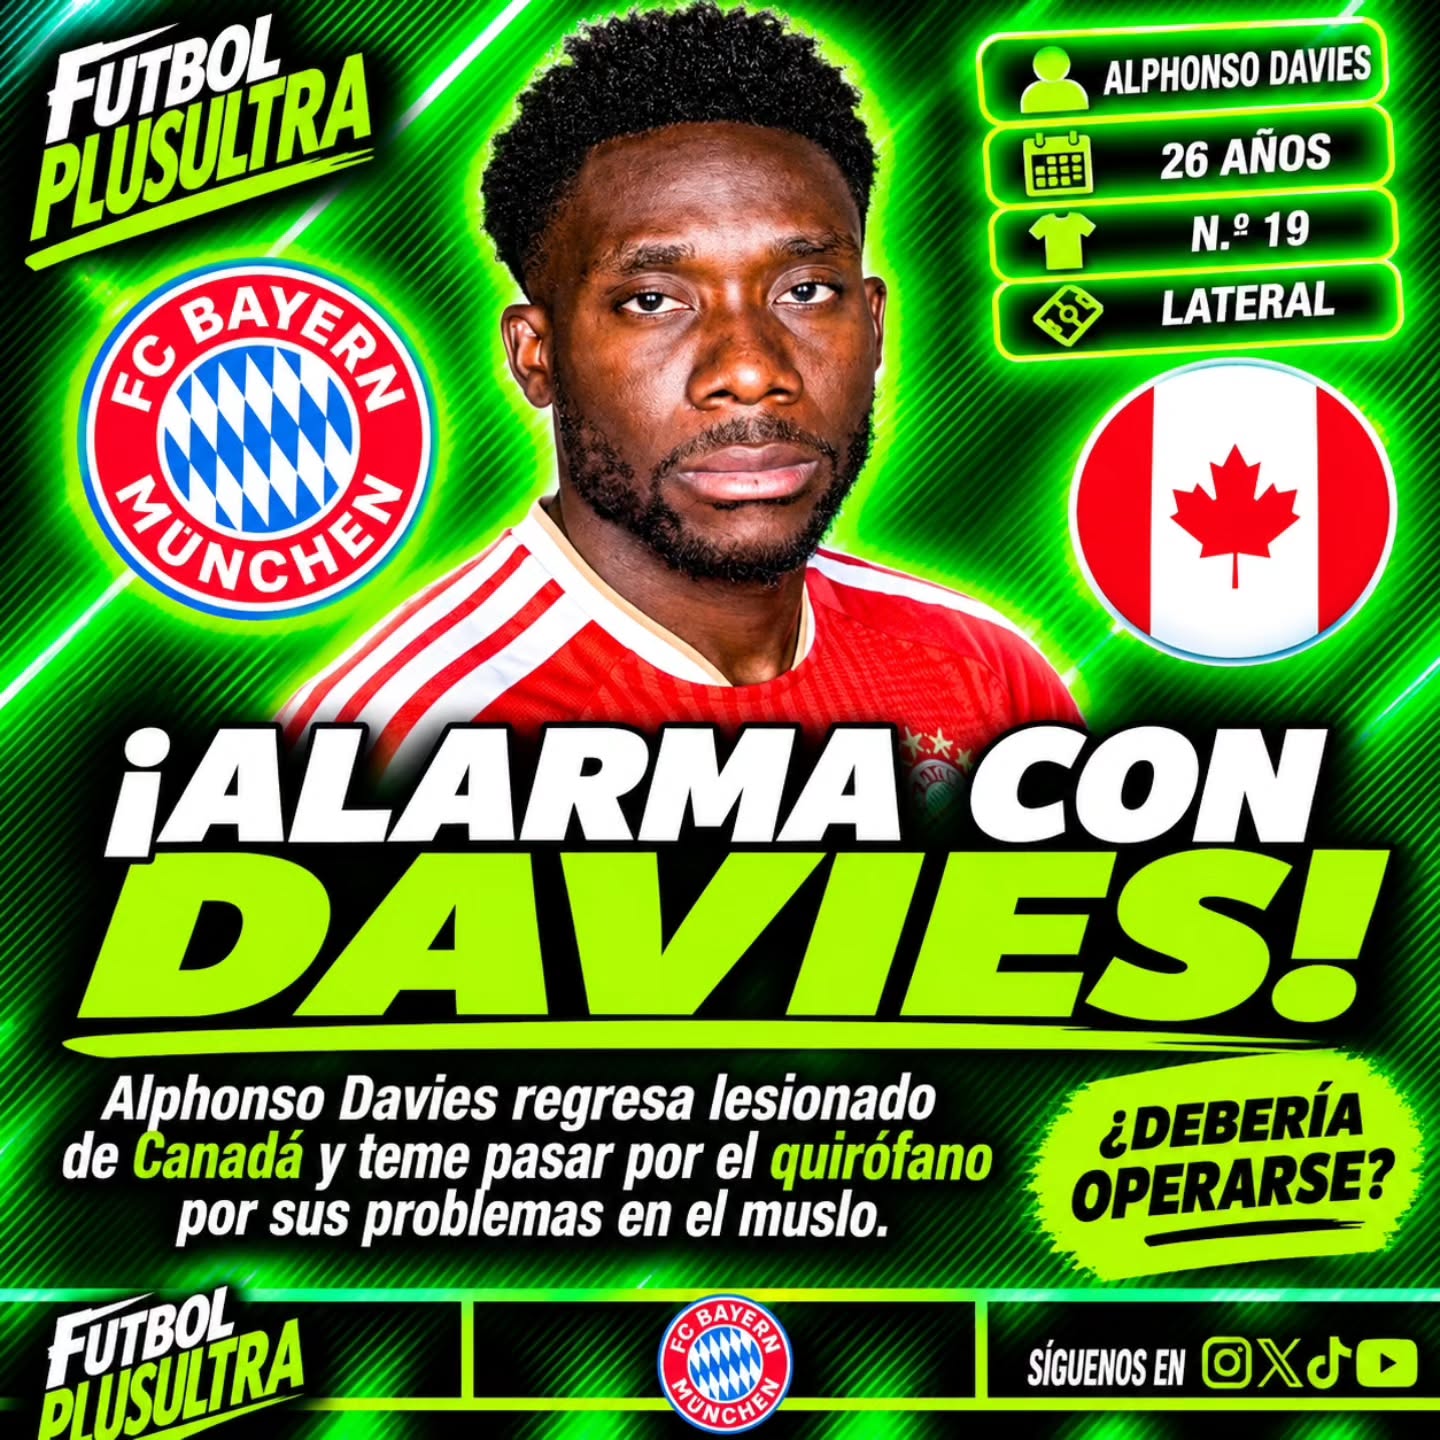 FUTBOL
PLUSULTRA
ALPHONSO DAVIES
26 AÑOS
N.º 19
LATERAL
FC BAYERN
MÜNCHEN
¡ALARMA CON
DAVIES!
Alphonso Davies regresa lesionado
de Canadá y teme pasar por el quirófano
por sus problemas en el muslo.
¿DEBERÍA
OPERARSE?
FUTBOL
PLUSULTRA
FC BAYERN
MÜNCHEN
SÍGUENOS EN